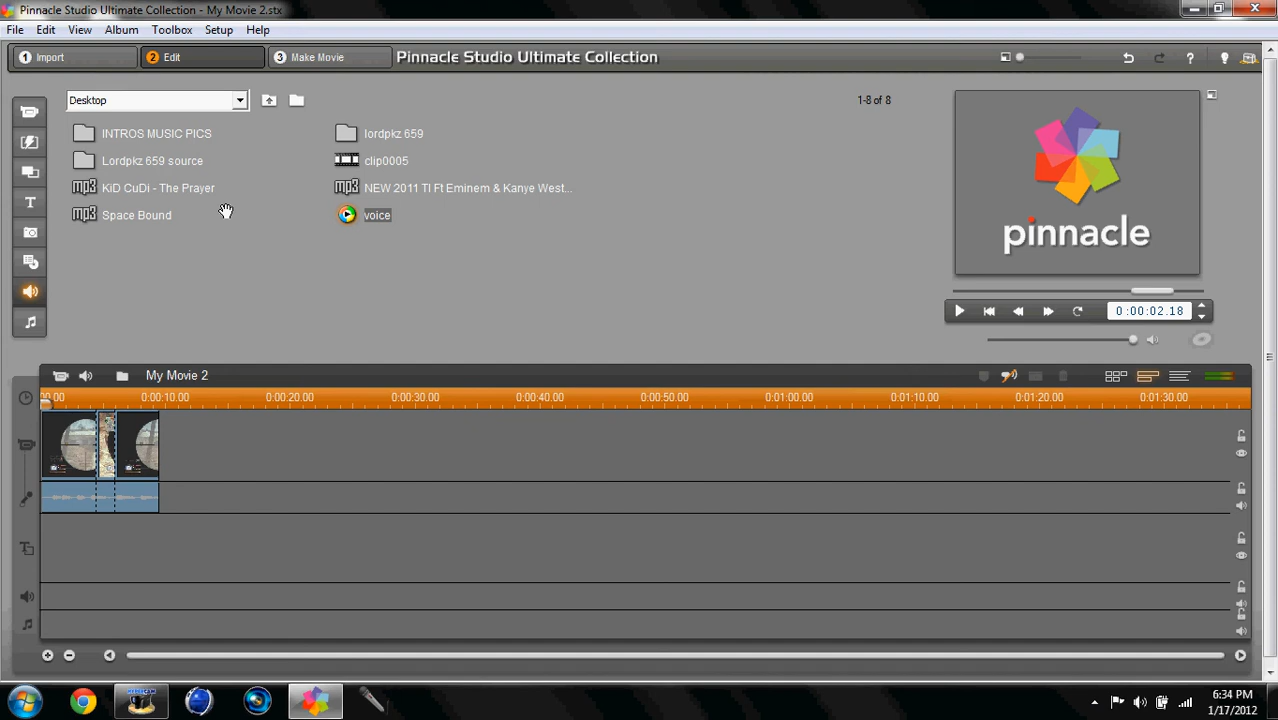 Pinnacle Studio Ultimate Collection - My Movie 2.stx
File Edit View Album Toolbox Setup Help
1 Import 2 Edit 3 Make Movie Pinnacle Studio Ultimate Collection
Desktop 1-8 of 8
INTROS MUSIC PICS lordpkz 659
Lordpkz 659 source clip0005
mp3 KiD CuDi - The Prayer mp3 NEW 2011 TI Ft Eminem & Kanye West...
mp3 Space Bound voice
pinnacle
0:00:02.18
My Movie 2
00.00 0:00:10.00 0:00:20.00 0:00:30.00 0:00:40.00 0:00:50.00 0:01:00.00 0:01:10.00 0:01:20.00 0:01:30.00
6:34 PM
1/17/2012